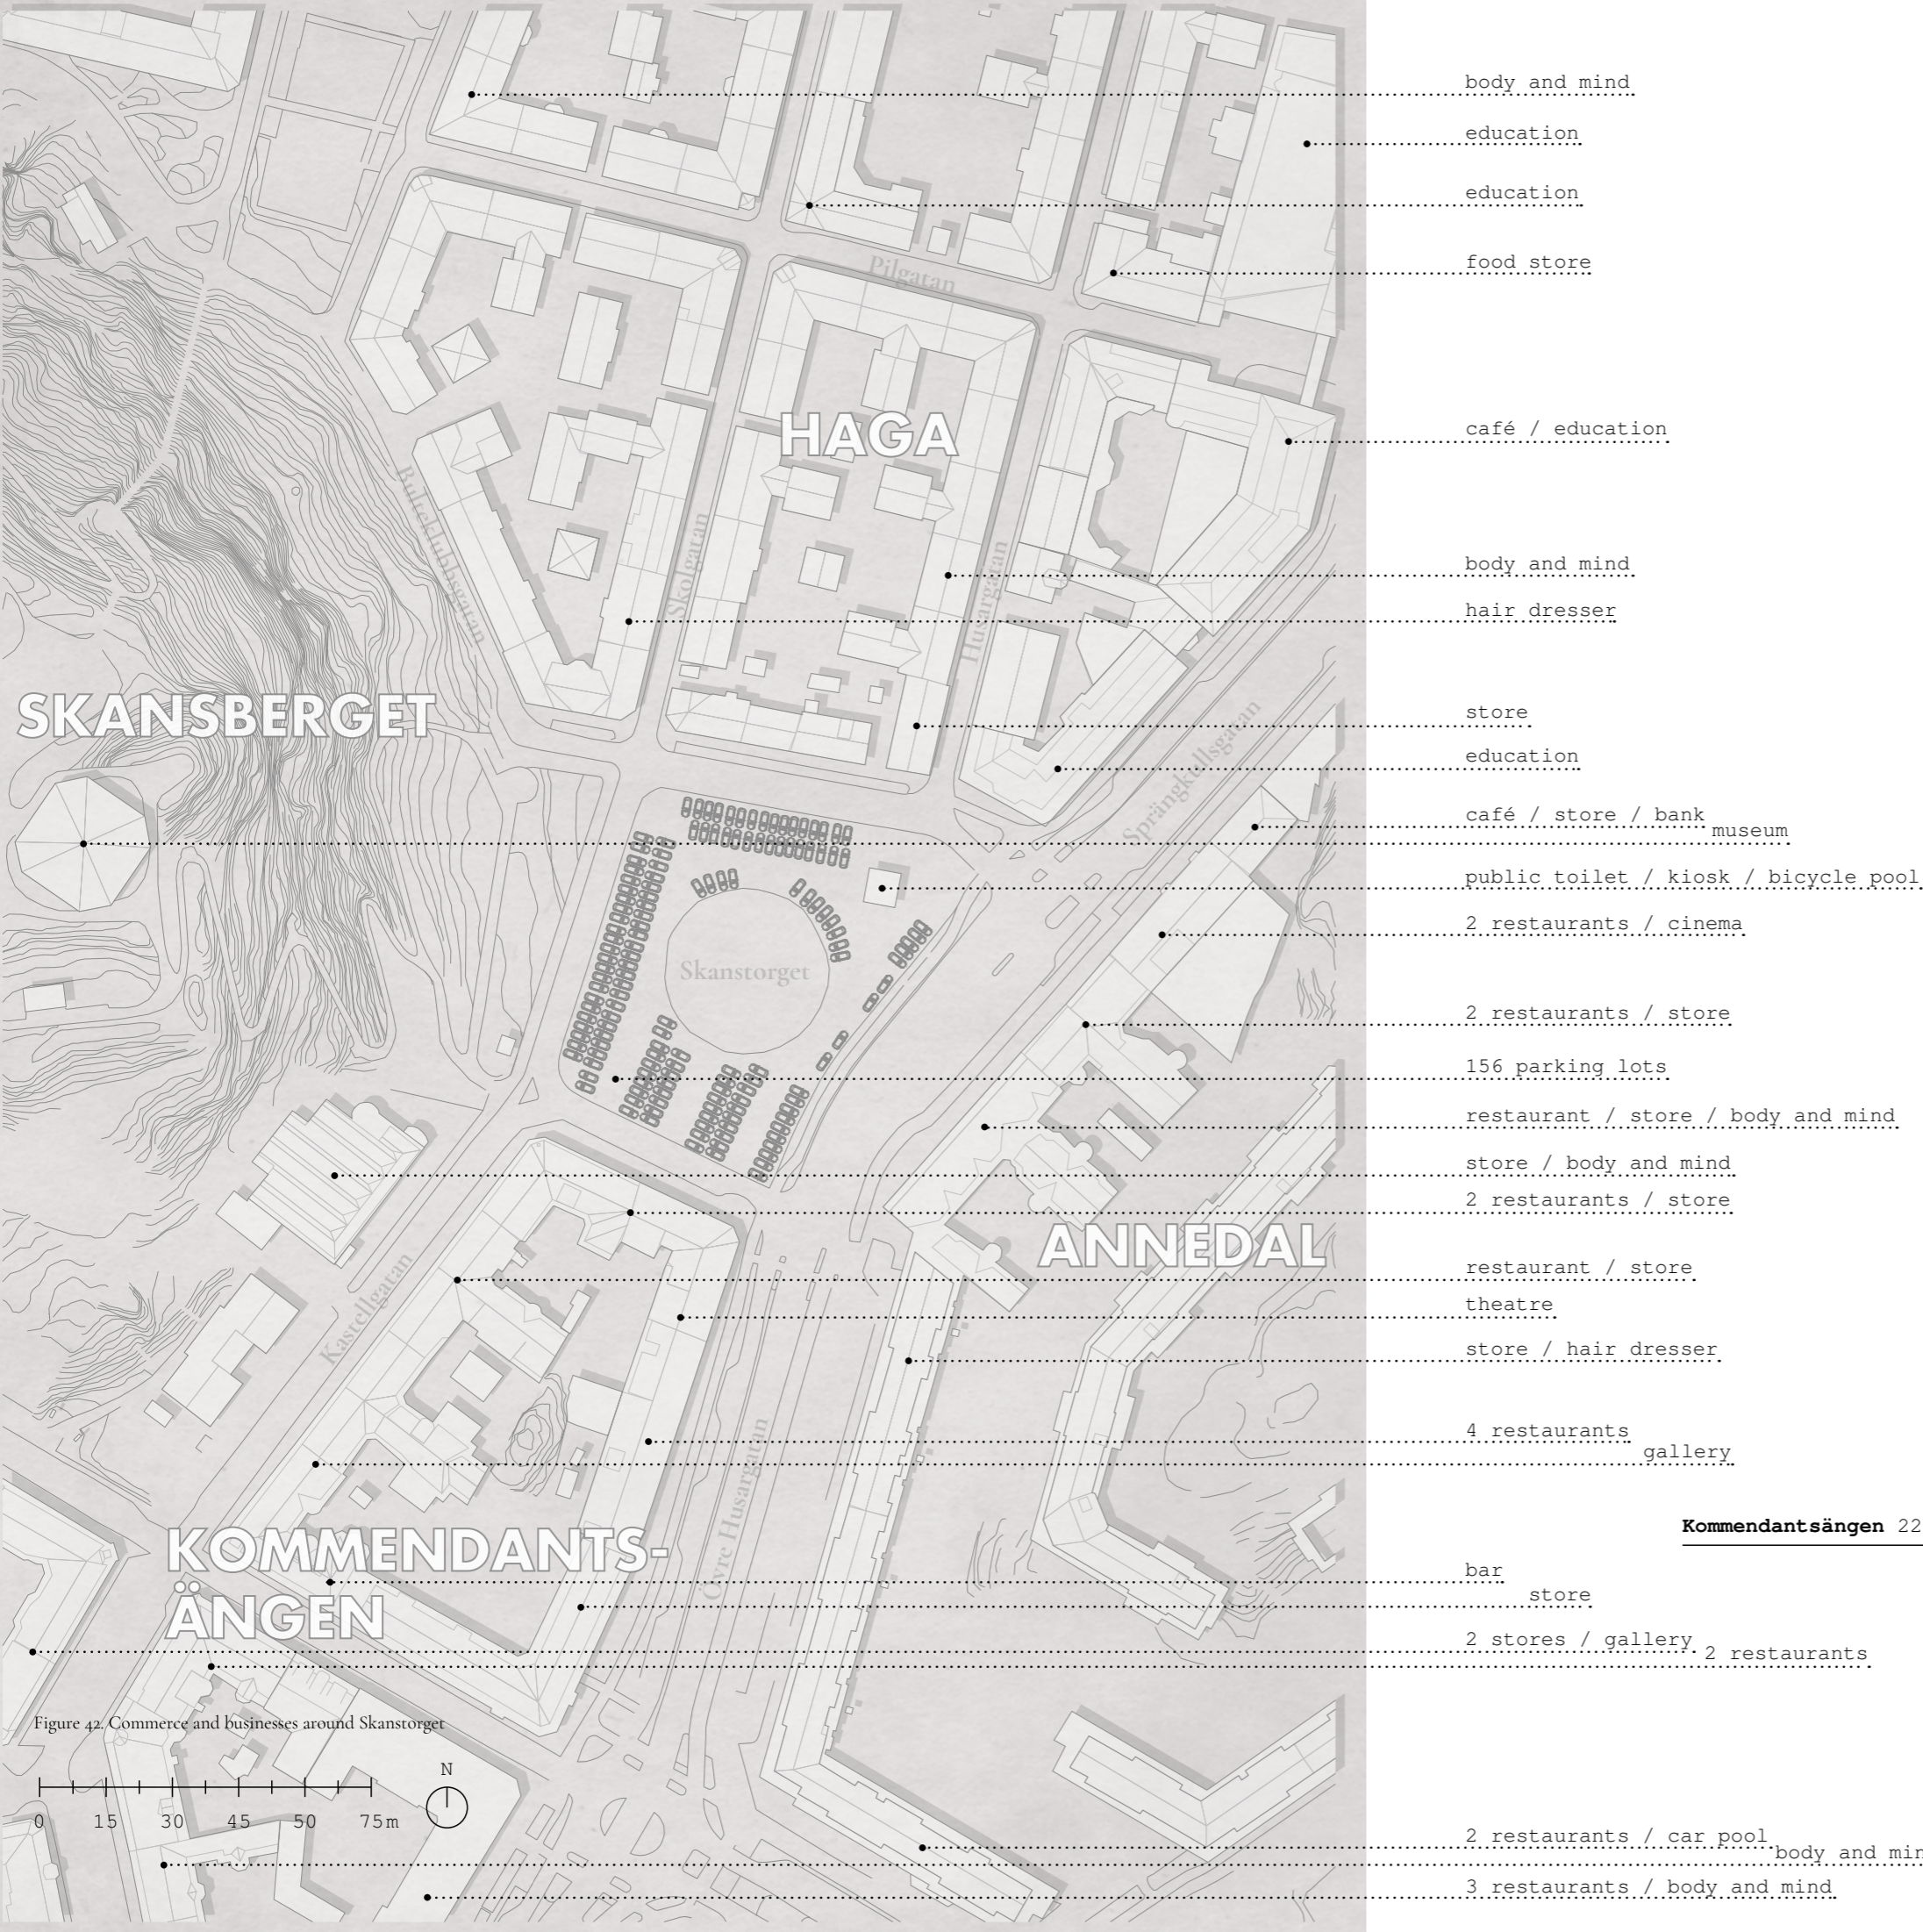 body and mind
education
education
food store
Pilgatan
HAGA
café / education
Bulteklubbsgatan
Skolgatan
Husargatan
body and mind
hair dresser
SKANSBERGET
store
Sprängkullsgatan
education
café / store / bank
museum
public toilet / kiosk / bicycle pool
2 restaurants / cinema
Skanstorget
2 restaurants / store
156 parking lots
restaurant / store / body and mind
store / body and mind
2 restaurants / store
ANNEDAL
Kastellgatan
restaurant / store
theatre
store / hair dresser
4 restaurants
gallery
Övre Husargatan
Kommendantsängen 22
KOMMENDANTS-
ÄNGEN
bar
store
2 stores / gallery
2 restaurants
Figure 42. Commerce and businesses around Skanstorget
N
0 15 30 45 50 75m
2 restaurants / car pool
body and min
3 restaurants / body and mind